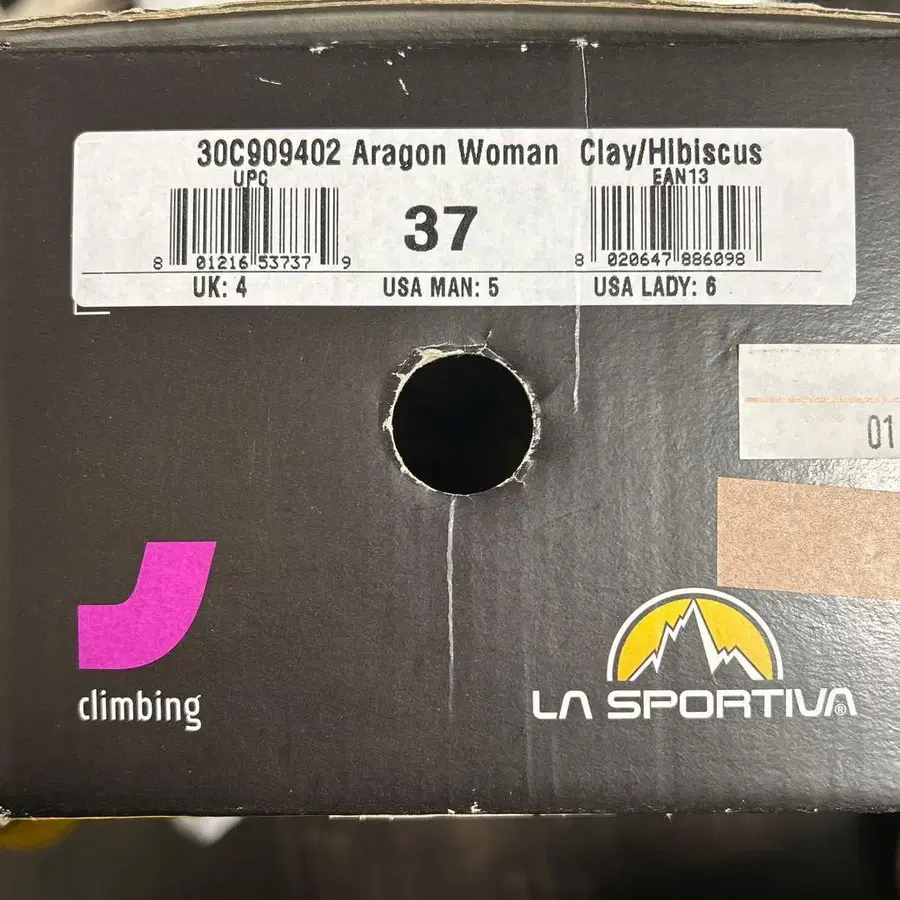 30C909402 Aragon Woman Clay/Hibiscus
UPC
EAN13
37
8 01216 53737 9
8 020647 886098
UK: 4 USA MAN: 5 USA LADY: 6
01
climbing
LA SPORTIVA®